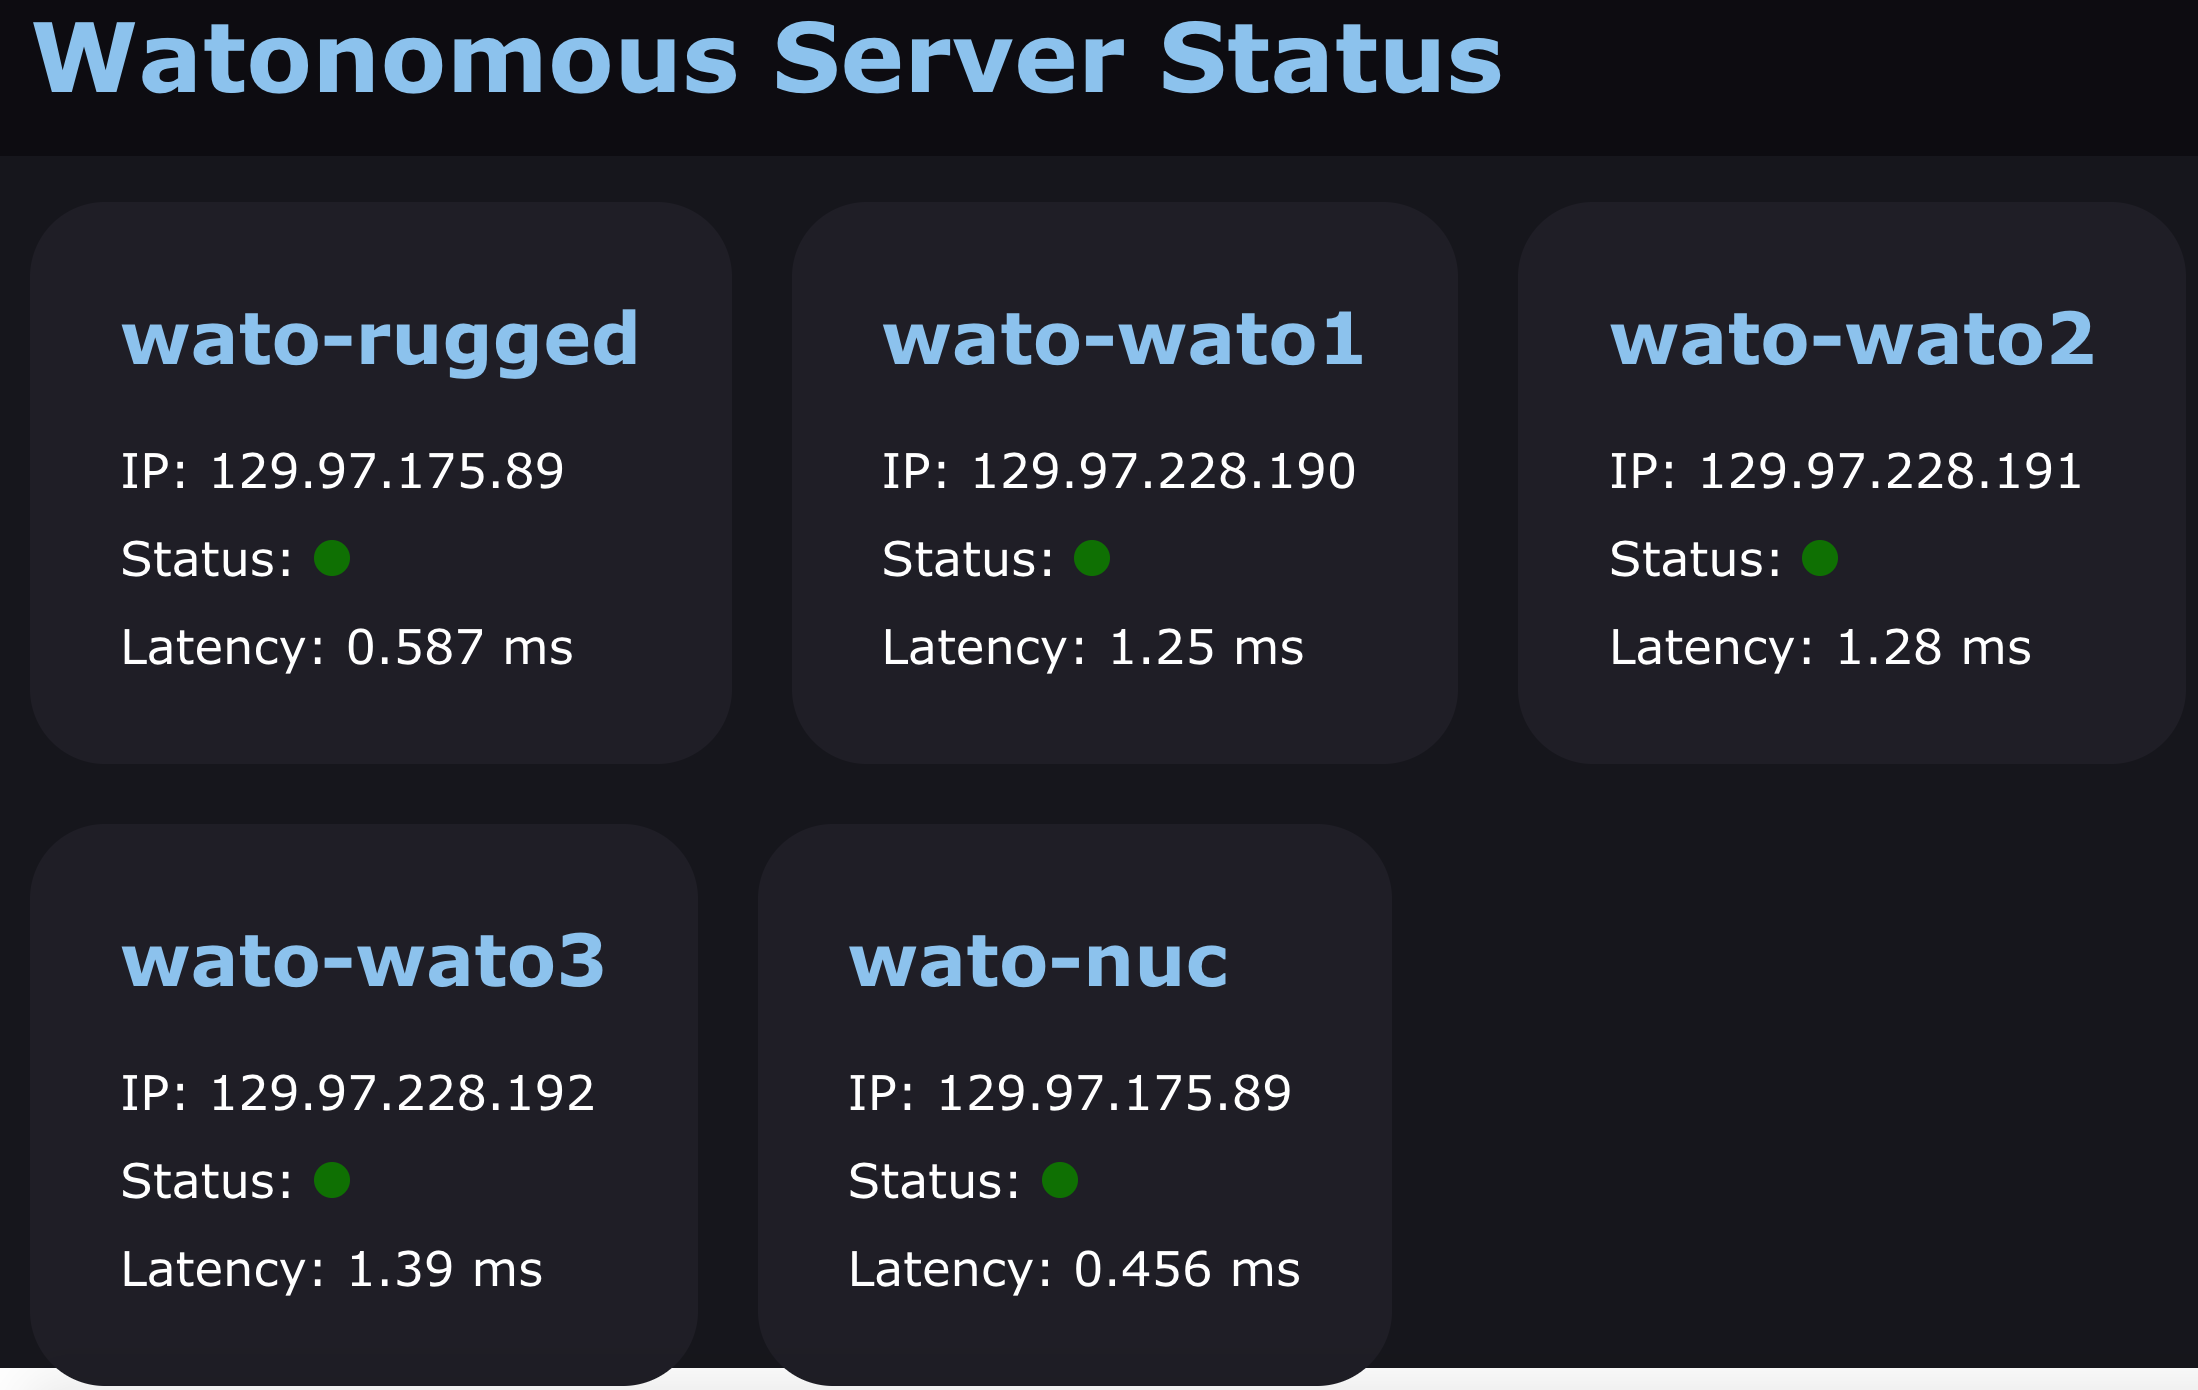 Watonomous Server Status
wato-rugged
IP: 129.97.175.89
Status:
Latency: 0.587 ms
wato-wato1
IP: 129.97.228.190
Status:
Latency: 1.25 ms
wato-wato2
IP: 129.97.228.191
Status:
Latency: 1.28 ms
wato-wato3
IP: 129.97.228.192
Status:
Latency: 1.39 ms
wato-nuc
IP: 129.97.175.89
Status:
Latency: 0.456 ms